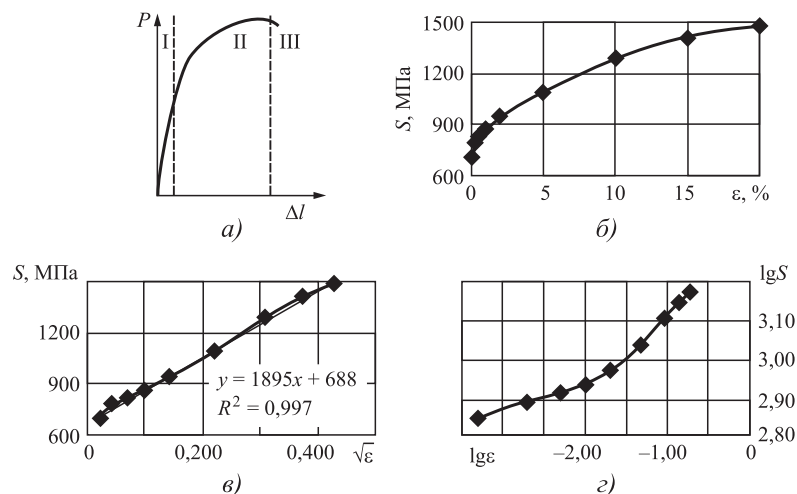 P
I
II
III
Δl
а)
S, МПа
1500
1200
900
600
0
5
10
15
ε, %
б)
S, МПа
1200
900
600
y = 1895x + 688
R² = 0,997
0
0,200
0,400
√ε
в)
lgS
3,10
3,00
2,90
2,80
lgε
–2,00
–1,00
0
г)